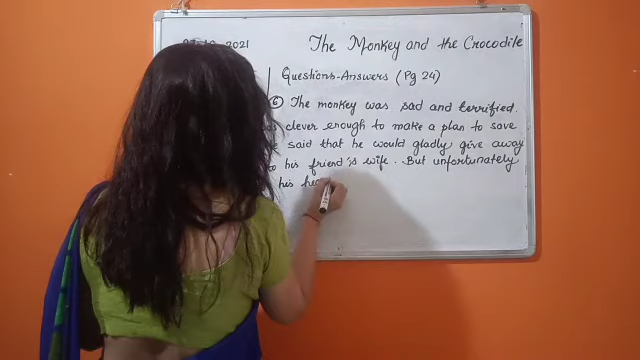 2021 The Monkey and the Crocodile
Questions-Answers (Pg 24)
6 The monkey was sad and terrified.
clever enough to make a plan to save
said that he would gladly give away
his friend's wife. But unfortunately
his hea